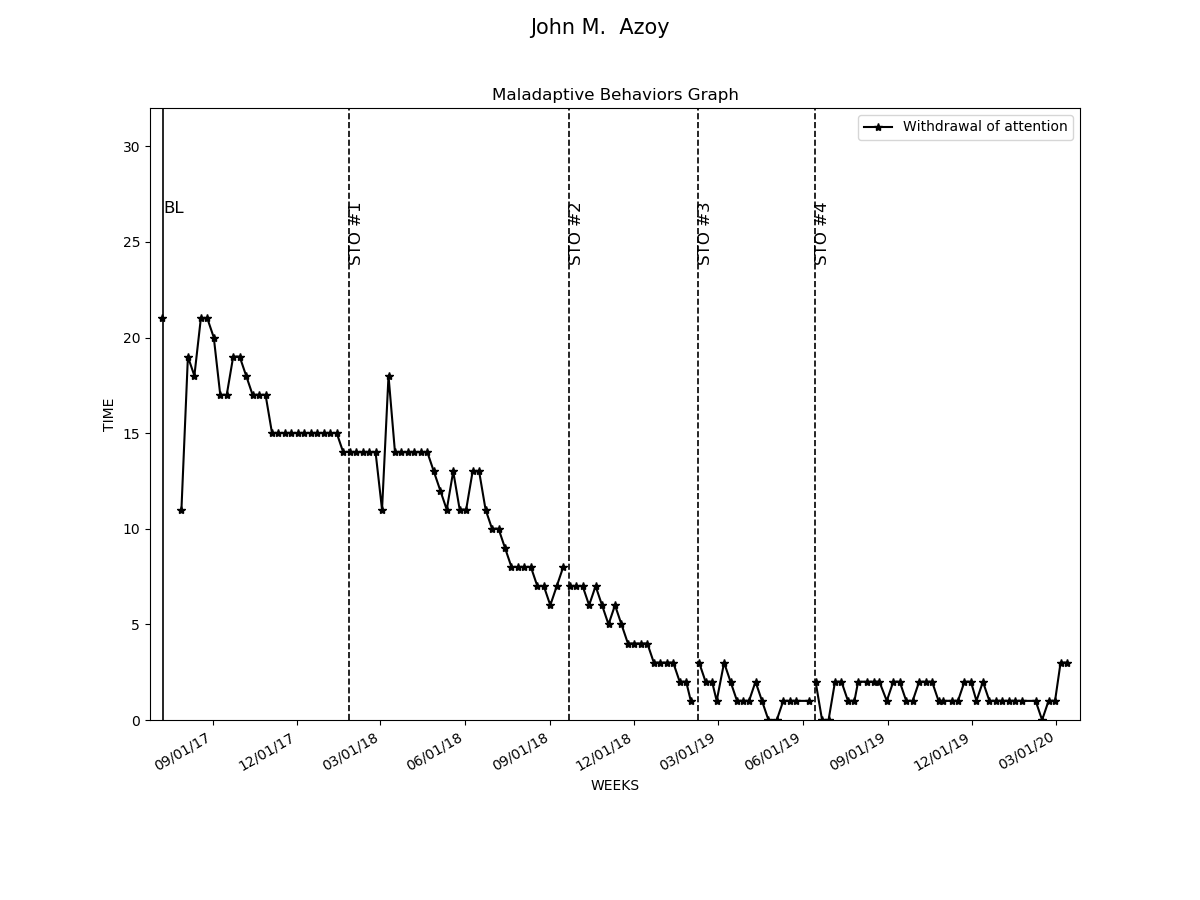 John M.  Azoy
Maladaptive Behaviors Graph
Withdrawal of attention
30
25
20
15
10
5
0
TIME
BL
STO #1
STO #2
STO #3
STO #4
09/01/17
12/01/17
03/01/18
06/01/18
09/01/18
12/01/18
03/01/19
06/01/19
09/01/19
12/01/19
03/01/20
WEEKS